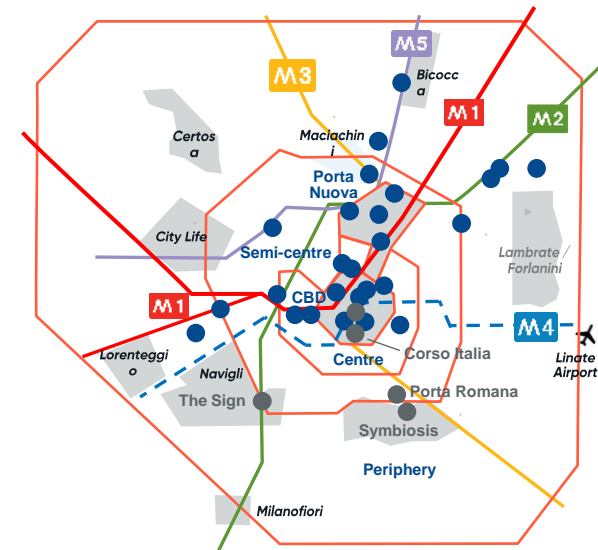 M5
M3
Bicocc
a
M1
M2
Certos
a
Maciachin
i
Porta
Nuova
City Life
Semi-centre
Lambrate /
Forlanini
CBD
M1
M4
Lorenteggi
o
Centre
Corso Italia
Linate
Airport
Navigli
The Sign
Porta Romana
Symbiosis
Periphery
Milanofiori